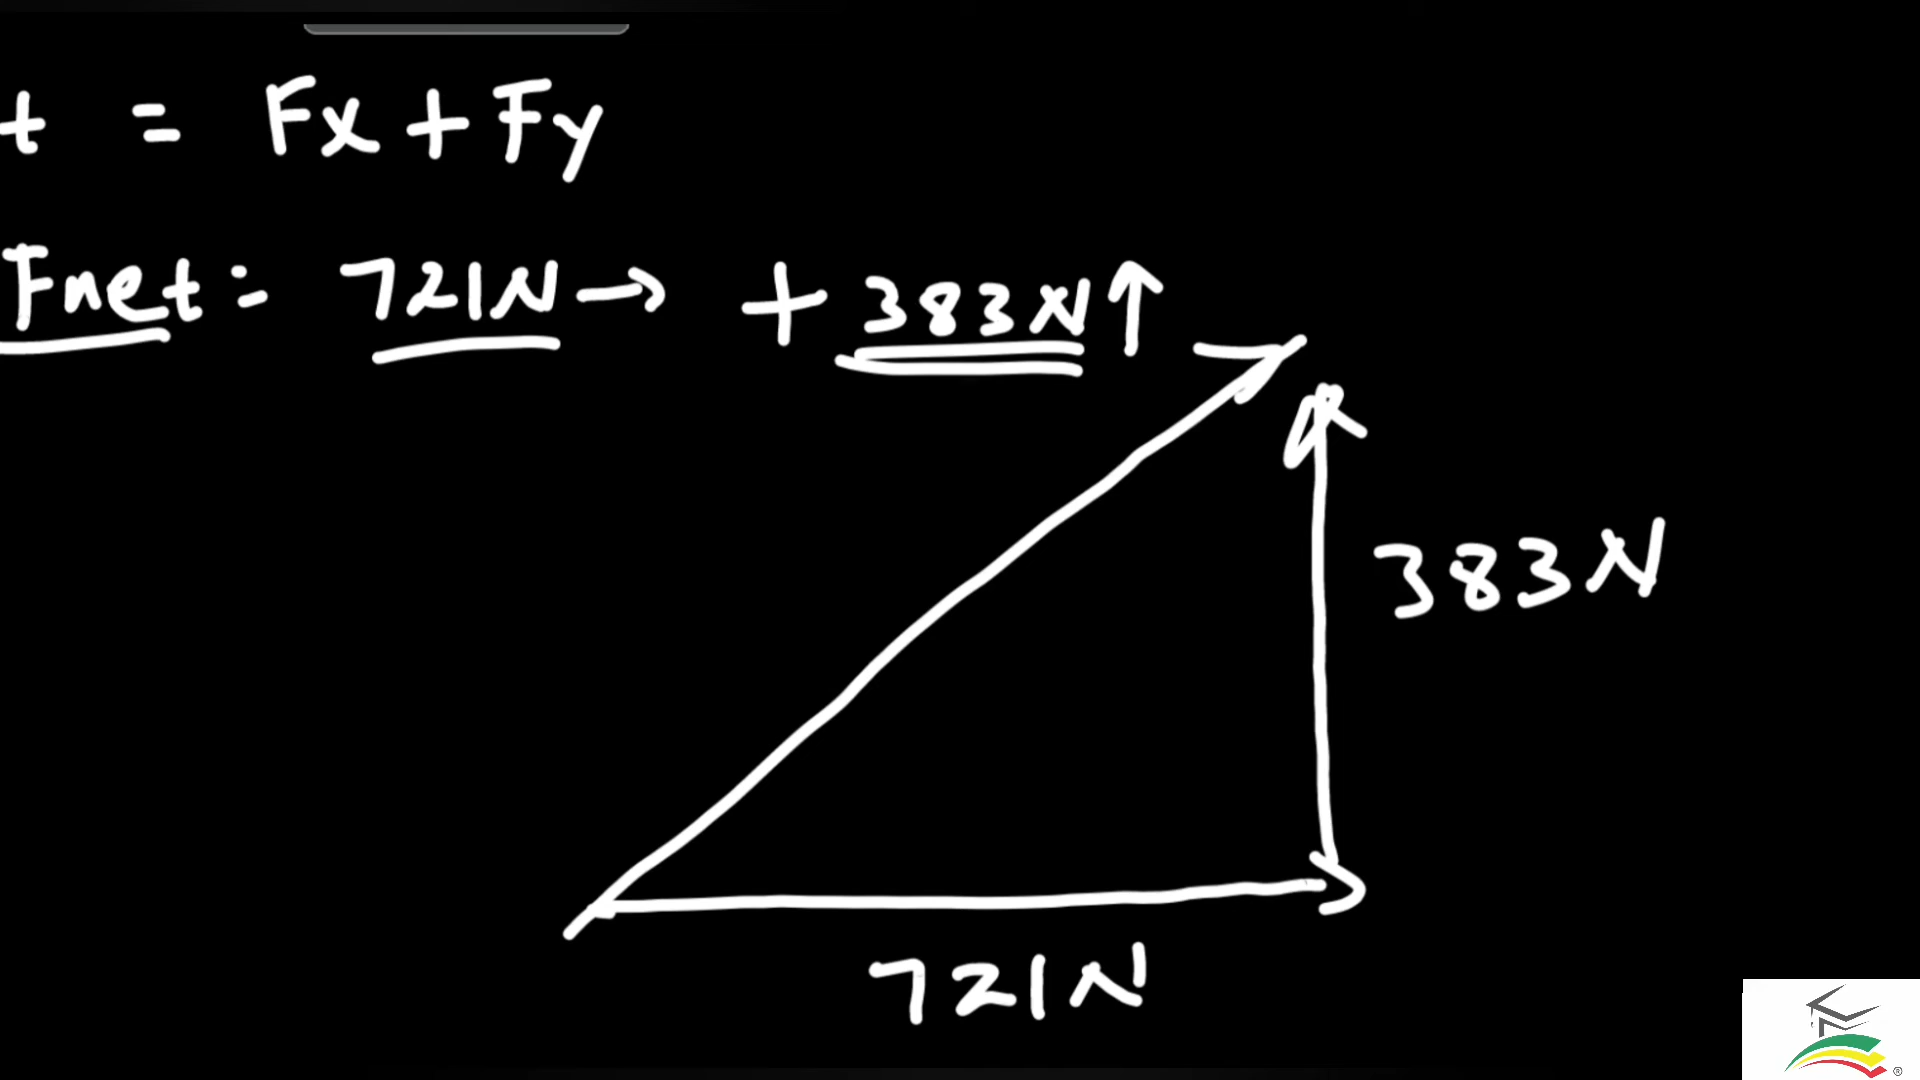 t = Fx + Fy
Fnet = 721N → + 383N ↑
383N
721N
®